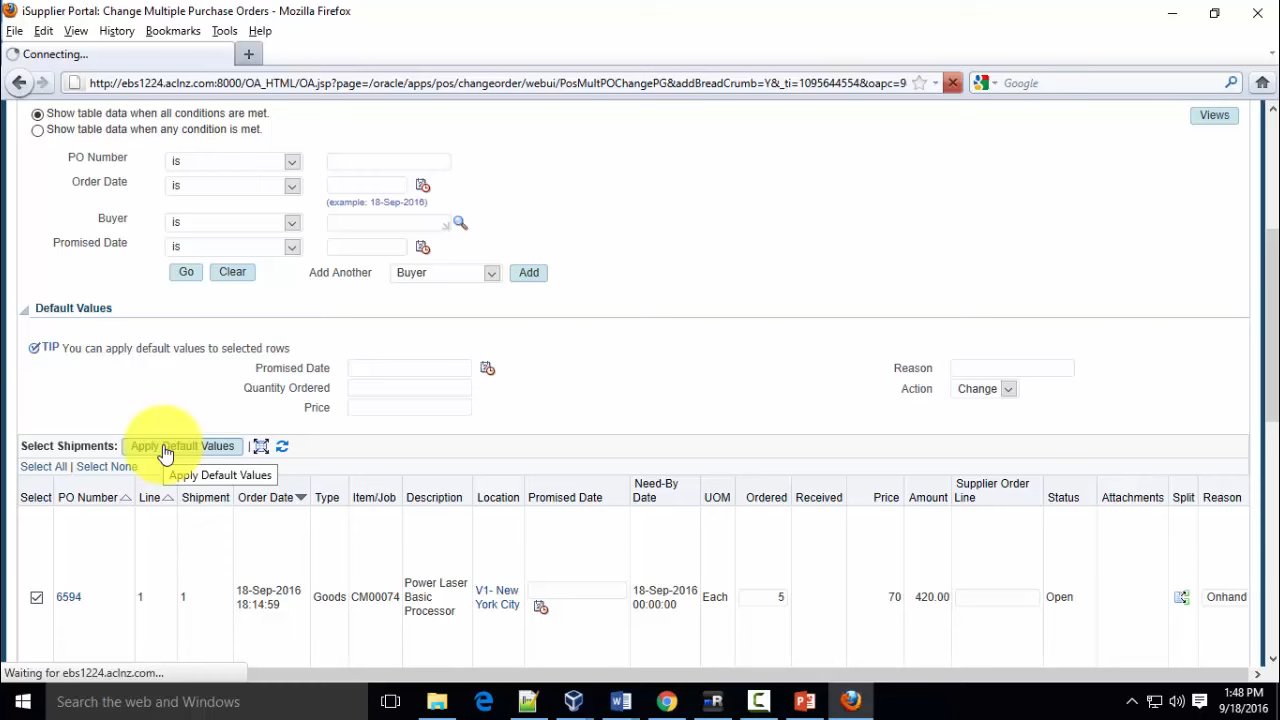 iSupplier Portal: Change Multiple Purchase Orders - Mozilla Firefox
File Edit View History Bookmarks Tools Help
Connecting...
http://ebs1224.aclnz.com:8000/OA_HTML/OA.jsp?page=/oracle/apps/pos/changeorder/webui/PosMultPOChangePG&addBreadCrumb=Y&_ti=1095644554&oapc=9 Google
Show table data when all conditions are met. Views
Show table data when any condition is met.
PO Number is
Order Date is
(example: 18-Sep-2016)
Buyer is
Promised Date is
Go Clear Add Another Buyer Add
Default Values
TIP You can apply default values to selected rows
Promised Date Reason
Quantity Ordered Action Change
Price
Select Shipments: Apply Default Values |
Select All | Select None Apply Default Values
Select PO Number Line Shipment Order Date Type Item/Job Description Location Promised Date Need-By Date UOM Ordered Received Price Amount Supplier Order Line Status Attachments Split Reason
6594 1 1 18-Sep-2016 18:14:59 Goods CM00074 Power Laser Basic Processor V1- New York City 18-Sep-2016 00:00:00 Each 5 70 420.00 Open Onhand
Waiting for ebs1224.aclnz.com...
Search the web and Windows
1:48 PM
9/18/2016